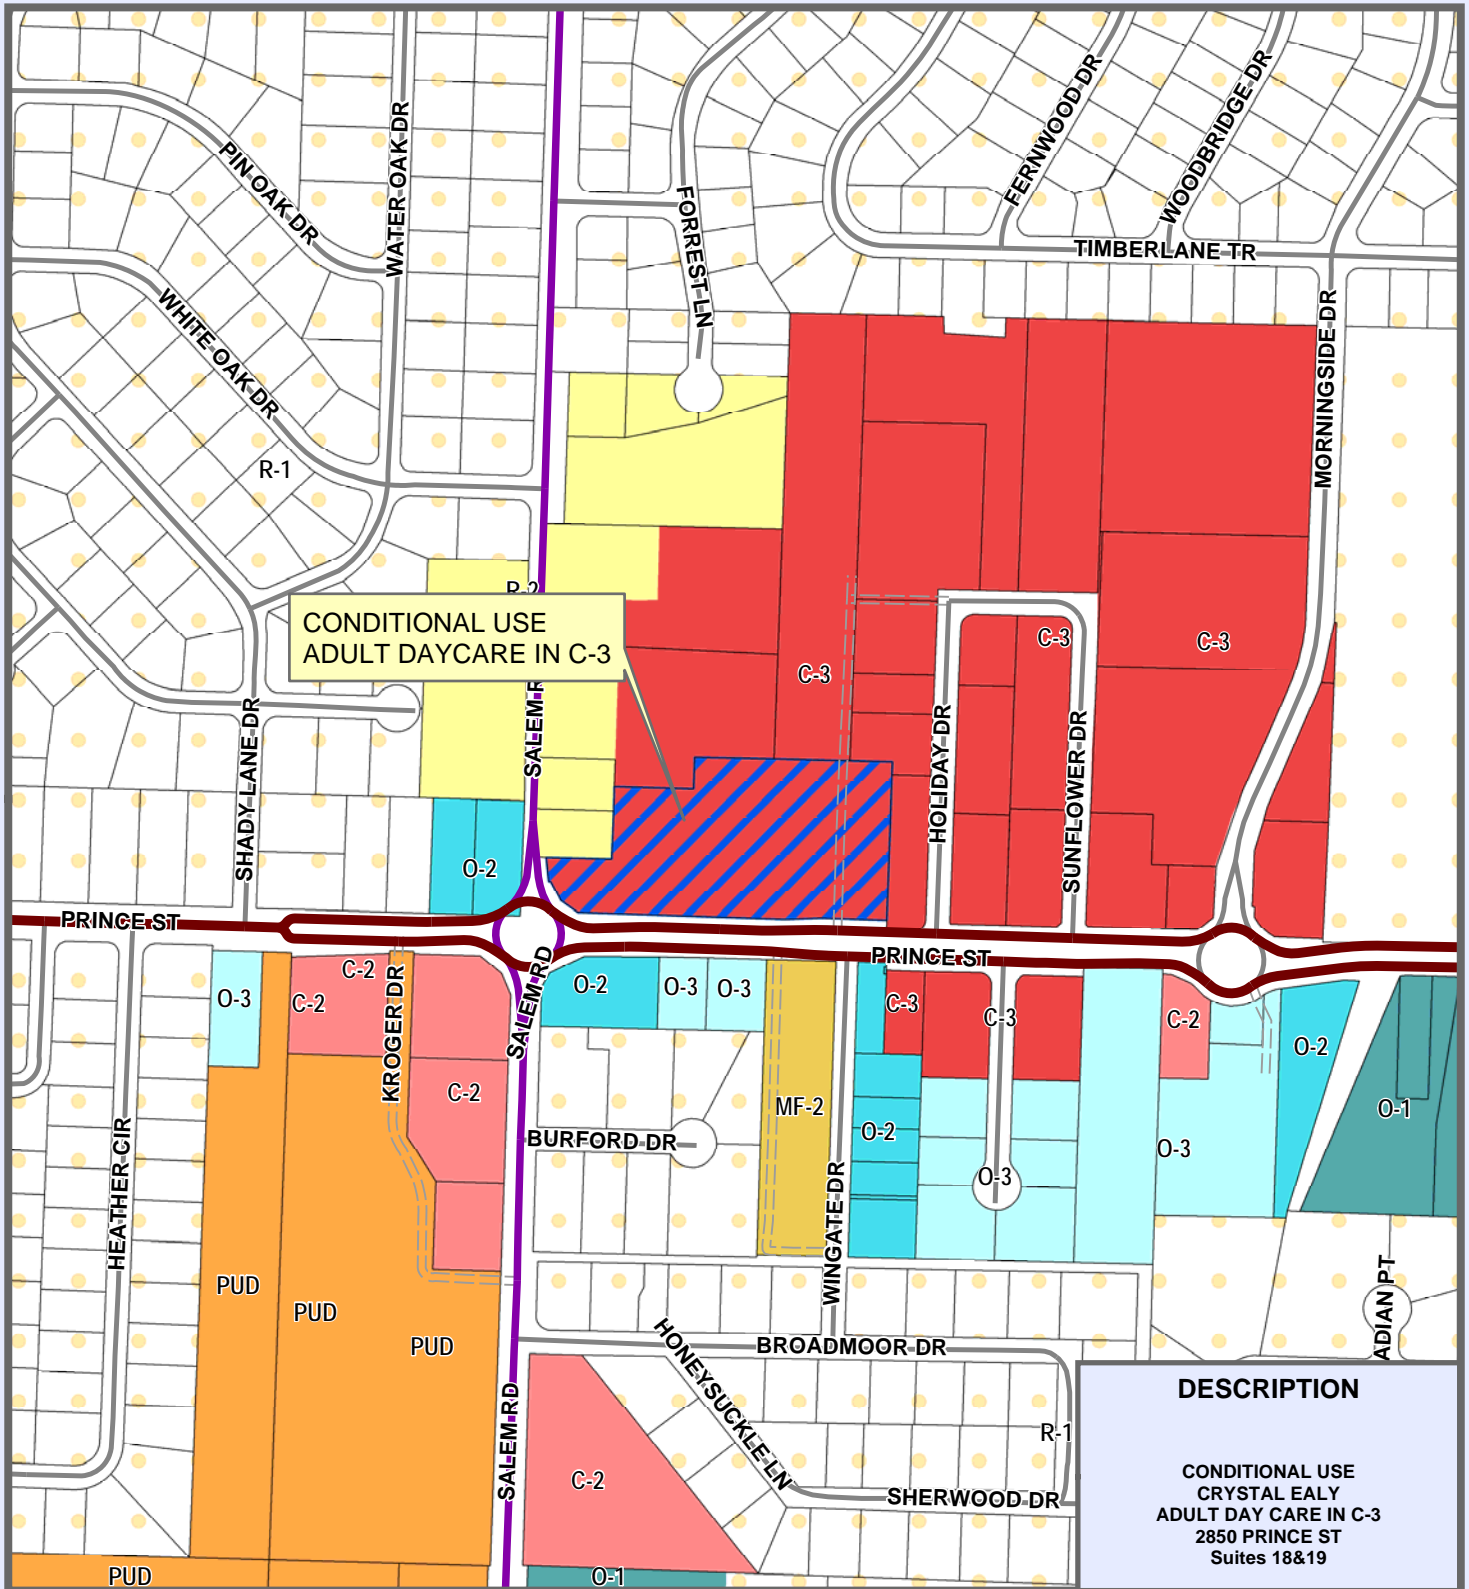 FERNWOOD DR
WOODBRIDGE DR
PIN OAK DR
WATER OAK DR
FORREST LN
TIMBERLANE TR
WHITE OAK DR
MORNINGSIDE DR
R-1
R-2
CONDITIONAL USE
ADULT DAYCARE IN C-3
C-3
C-3
C-3
SALEM R
SHADY LANE DR
HOLIDAY DR
SUNFLOWER DR
O-2
PRINCE ST
PRINCE ST
C-2
O-3
C-2
KROGER DR
SALEM RD
O-2
O-3
O-3
C-3
C-3
C-2
O-2
C-2
MF-2
O-2
O-1
O-3
BURFORD DR
HEATHER CIR
O-3
WINGATE DR
PUD
PUD
PUD
ADIAN PT
HONEYSUCKLE LN
BROADMOOR DR
SALEM RD
R-1
C-2
SHERWOOD DR
PUD
O-1
DESCRIPTION
CONDITIONAL USE
CRYSTAL EALY
ADULT DAY CARE IN C-3
2850 PRINCE ST
Suites 18&19